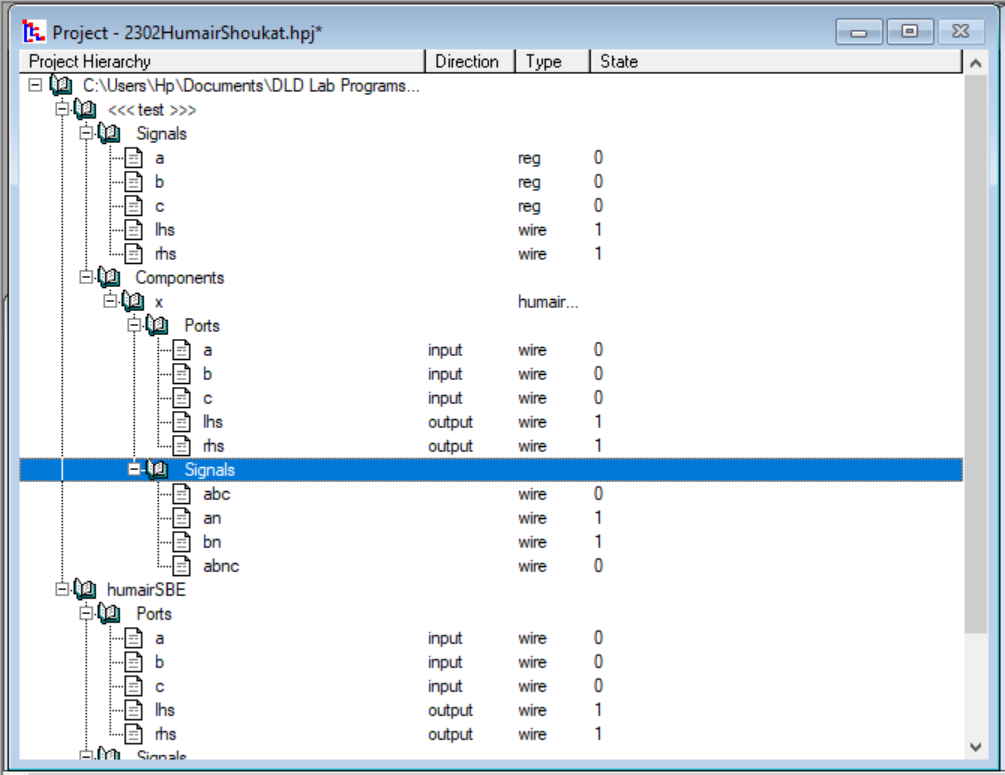 Project - 2302HumairShoukat.hpj*
Project Hierarchy Direction Type State
C:\Users\Hp\Documents\DLD Lab Programs...
<<< test >>>
Signals
a reg 0
b reg 0
c reg 0
lhs wire 1
rhs wire 1
Components
x humair...
Ports
a input wire 0
b input wire 0
c input wire 0
lhs output wire 1
rhs output wire 1
Signals
abc wire 0
an wire 1
bn wire 1
abnc wire 0
humairSBE
Ports
a input wire 0
b input wire 0
c input wire 0
lhs output wire 1
rhs output wire 1
Signals